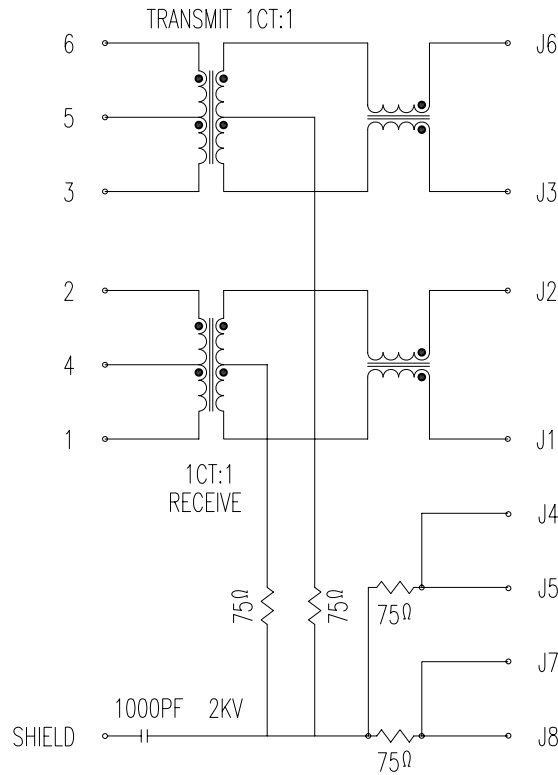 TRANSMIT 1CT:1
6
J6
5
3
J3
2
J2
4
1
J1
1CT:1
RECEIVE
J4
75Ω
75Ω
J5
75Ω
J7
1000PF 2KV
SHIELD
J8
75Ω